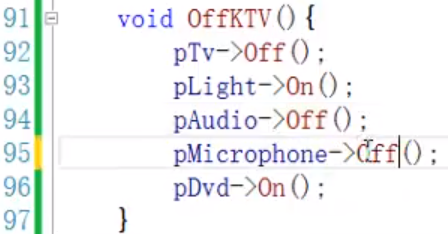 91 void OffKTV(){
92 pTv->Off();
93 pLight->On();
94 pAudio->Off();
95 pMicrophone->Off();
96 pDvd->On();
97 }